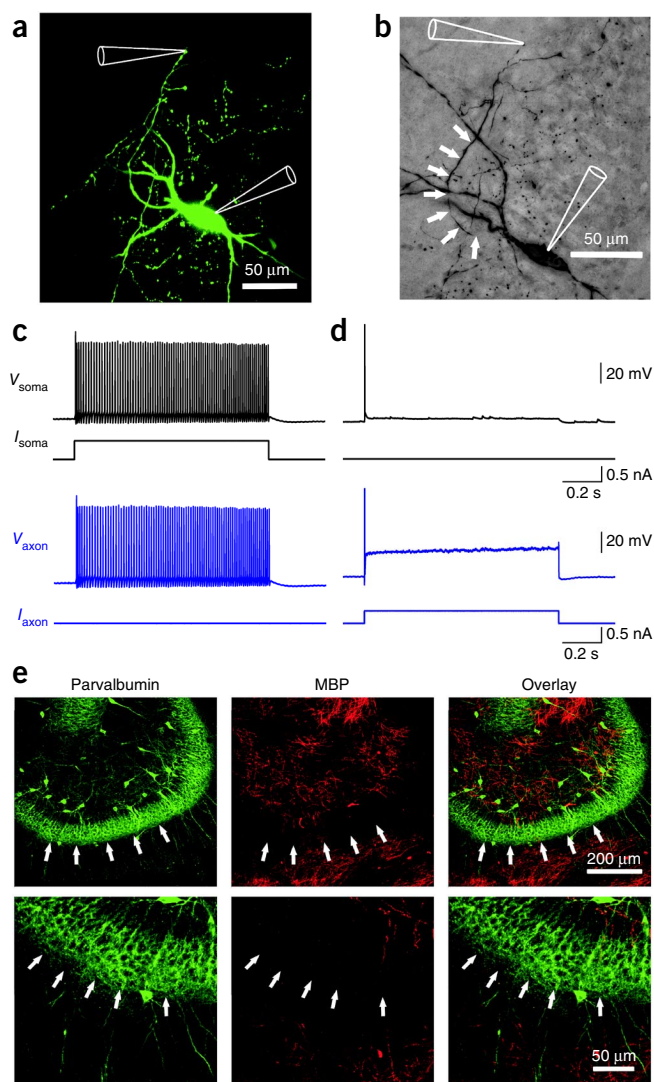 a
50 μm
b
50 μm
c
d
V soma
20 mV
I soma
0.5 nA
0.2 s
V axon
20 mV
I axon
0.5 nA
0.2 s
e
Parvalbumin
MBP
Overlay
200 μm
50 μm